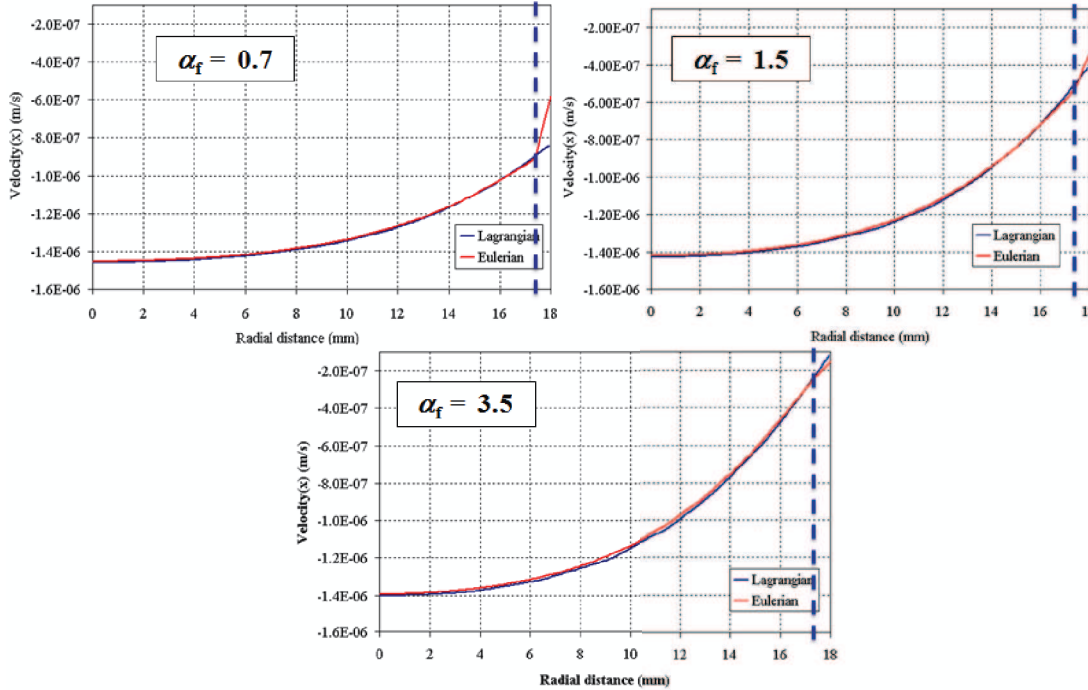 -2.0E-07
-4.0E-07
-6.0E-07
-8.0E-07
-1.0E-06
-1.2E-06
-1.4E-06
-1.6E-06
Velocity(x) (m/s)
αf = 0.7
Lagrangian
Eulerian
0 2 4 6 8 10 12 14 16 18
Radial distance (mm)
-2.00E-07
-4.00E-07
-6.00E-07
-8.00E-07
-1.00E-06
-1.20E-06
-1.40E-06
-1.60E-06
Velocity(x) (m/s)
αf = 1.5
Lagrangian
Eulerian
0 2 4 6 8 10 12 14 16
Radial distance (mm)
-2.0E-07
-4.0E-07
-6.0E-07
-8.0E-07
-1.0E-06
-1.2E-06
-1.4E-06
-1.6E-06
Velocity(x) (m/s)
αf = 3.5
Lagrangian
Eulerian
0 2 4 6 8 10 12 14 16 18
Radial distance (mm)